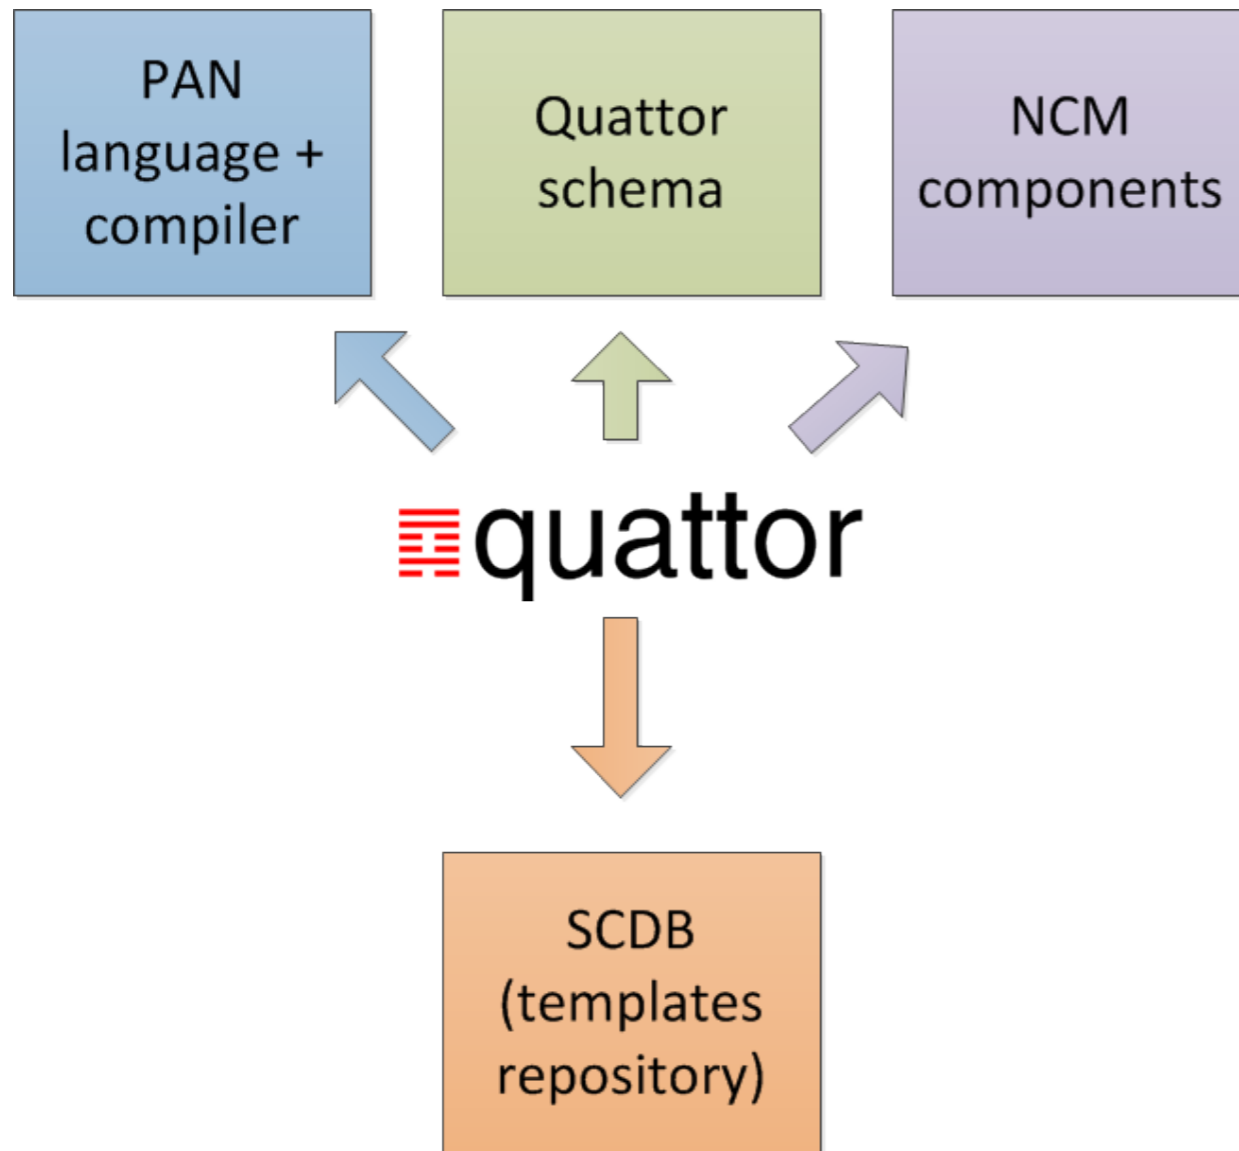 PAN
language +
compiler
Quattor
schema
NCM
components
quattor
SCDB
(templates
repository)